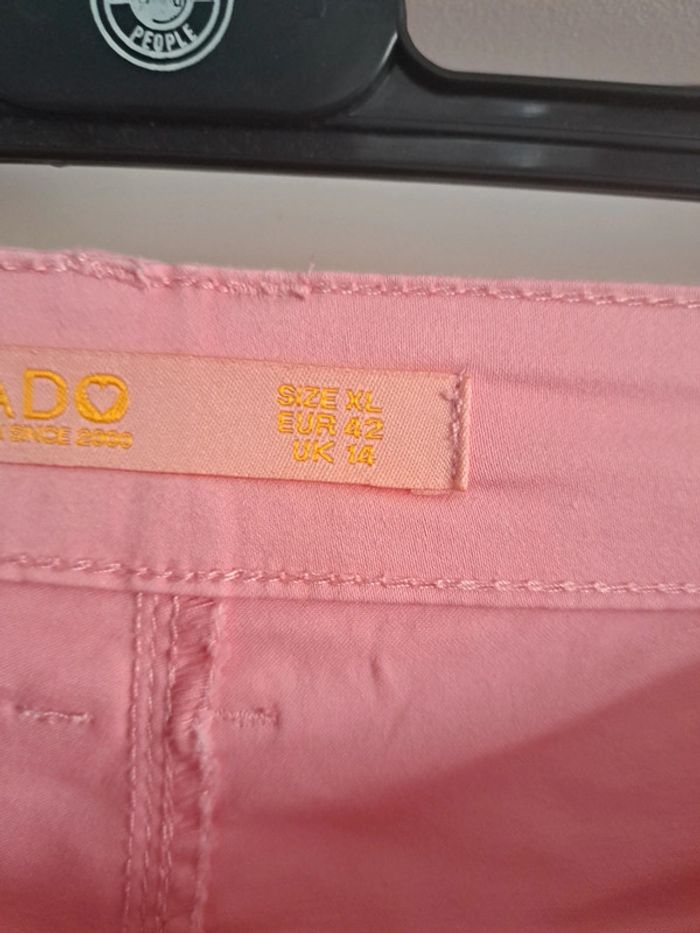 PEOPLE
ADO
SINCE 2000
SIZE XL
EUR 42
UK 14